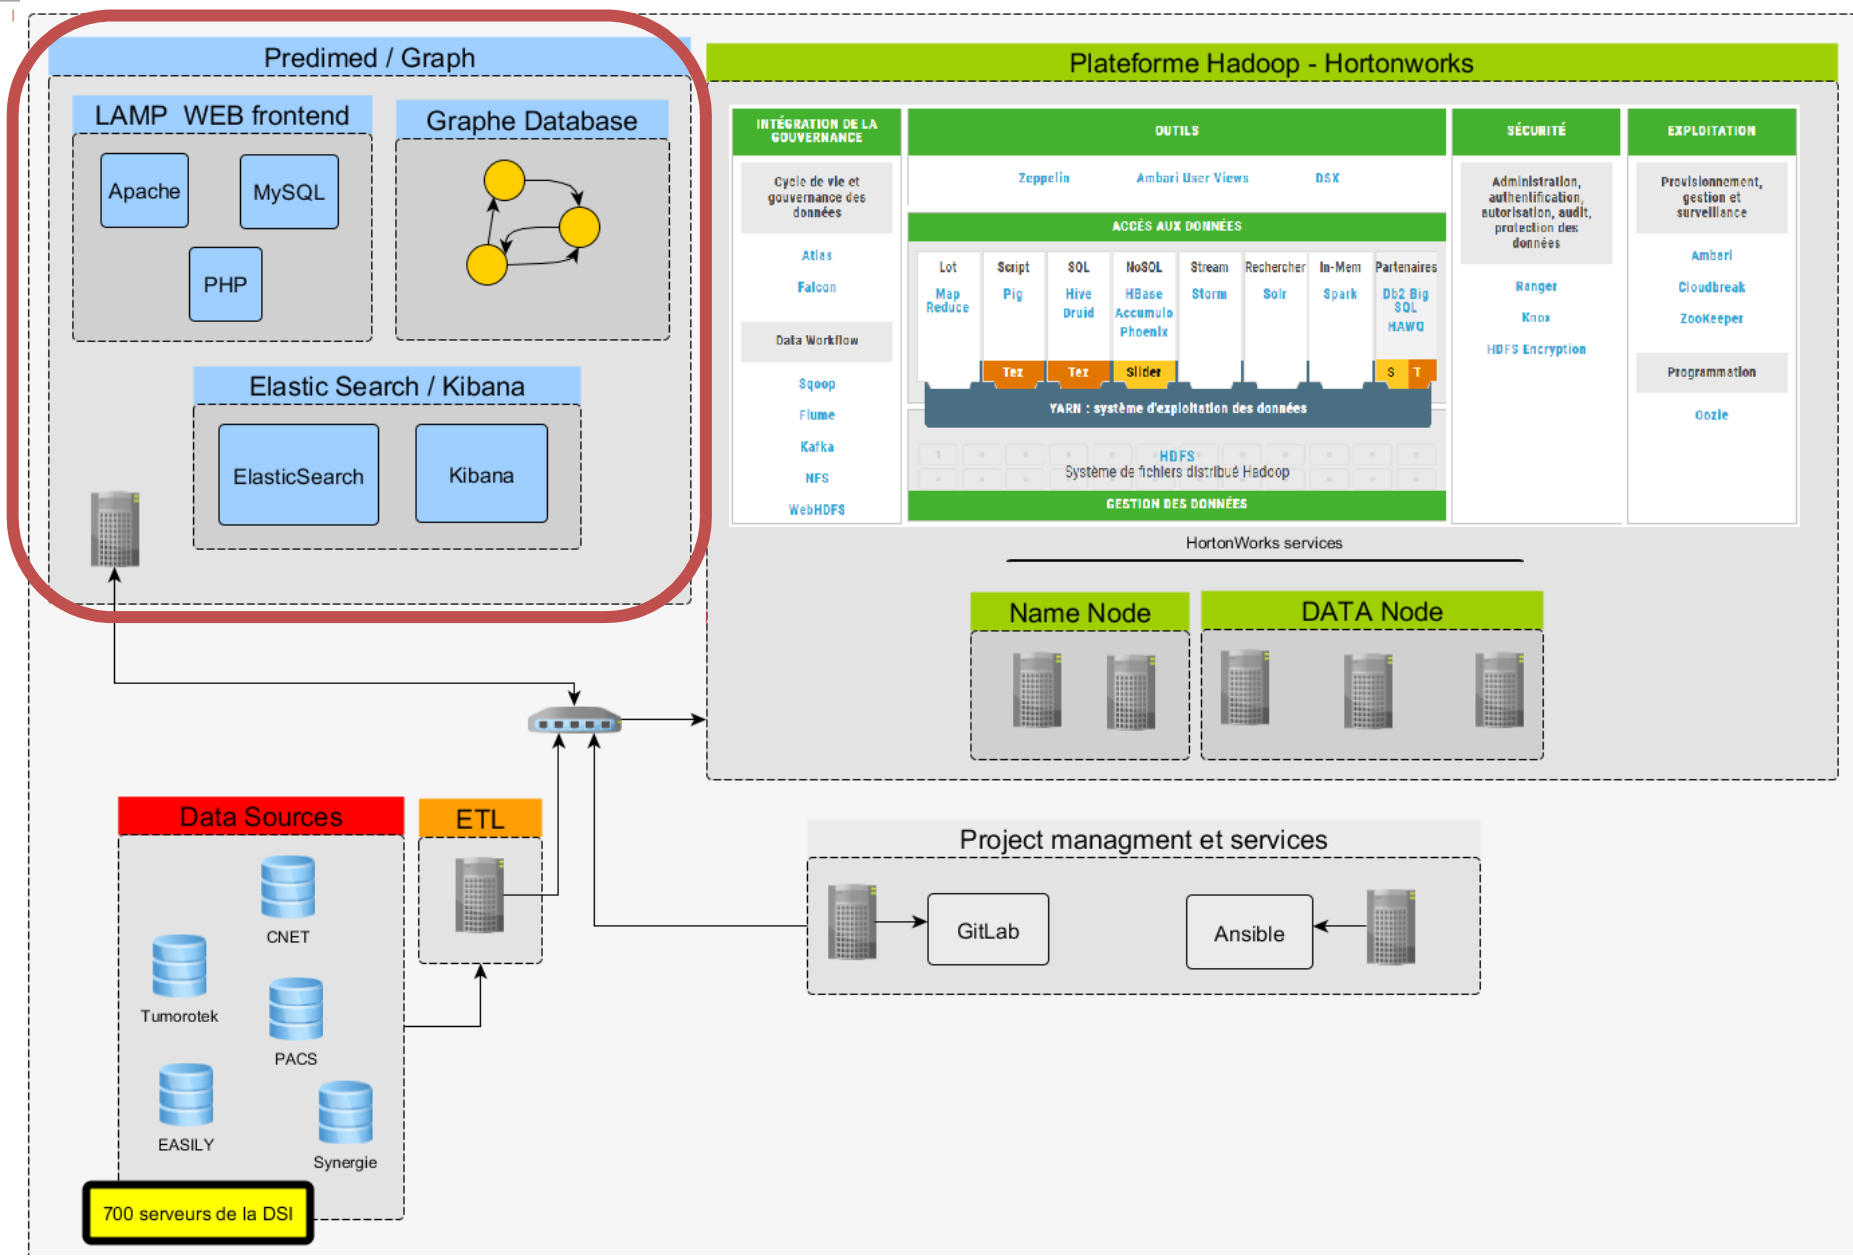 Predimed / Graph
LAMP  WEB frontend
Apache
MySQL
PHP
Graphe Database
Elastic Search / Kibana
ElasticSearch
Kibana
Plateforme Hadoop - Hortonworks
INTÉGRATION DE LA
GOUVERNANCE
Cycle de vie et
gouvernance des
données
Atlas
Falcon
Data Workflow
Sqoop
Flume
Kafka
NFS
WebHDFS
OUTILS
Zeppelin
Ambari User Views
DSX
ACCÈS AUX DONNÉES
Lot
Map
Reduce
Script
Pig
Tez
SQL
Hive
Druid
Tez
NoSQL
HBase
Accumulo
Phoenix
Slider
Stream
Storm
Rechercher
Solr
In-Mem
Spark
Partenaires
Db2 Big
SQL
HAWQ
S
T
YARN : système d'exploitation des données
1
HDFS
Système de fichiers distribué Hadoop
GESTION DES DONNÉES
SÉCURITÉ
Administration,
authentification,
autorisation, audit,
protection des
données
Ranger
Knox
HDFS Encryption
EXPLOITATION
Provisionnement,
gestion et
surveillance
Ambari
Cloudbreak
ZooKeeper
Programmation
Oozie
HortonWorks services
Name Node
DATA Node
Data Sources
CNET
Tumorotek
PACS
EASILY
Synergie
700 serveurs de la DSI
ETL
Project managment et services
GitLab
Ansible